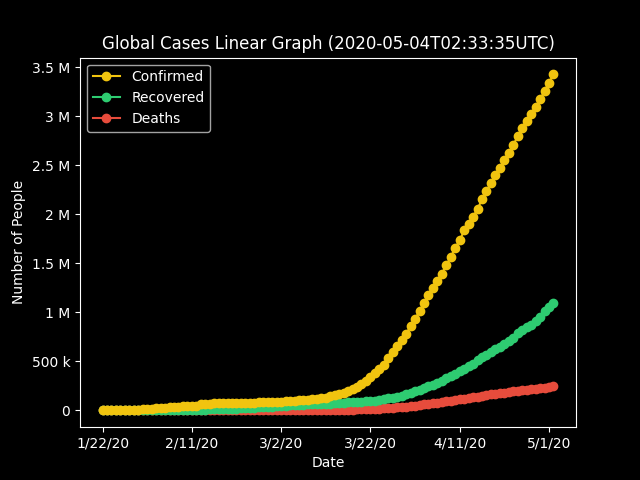 Global Cases Linear Graph (2020-05-04T02:33:35UTC)
Confirmed
Recovered
Deaths
3.5 M
3 M
2.5 M
2 M
1.5 M
1 M
500 k
0
Number of People
1/22/20 2/11/20 3/2/20 3/22/20 4/11/20 5/1/20
Date